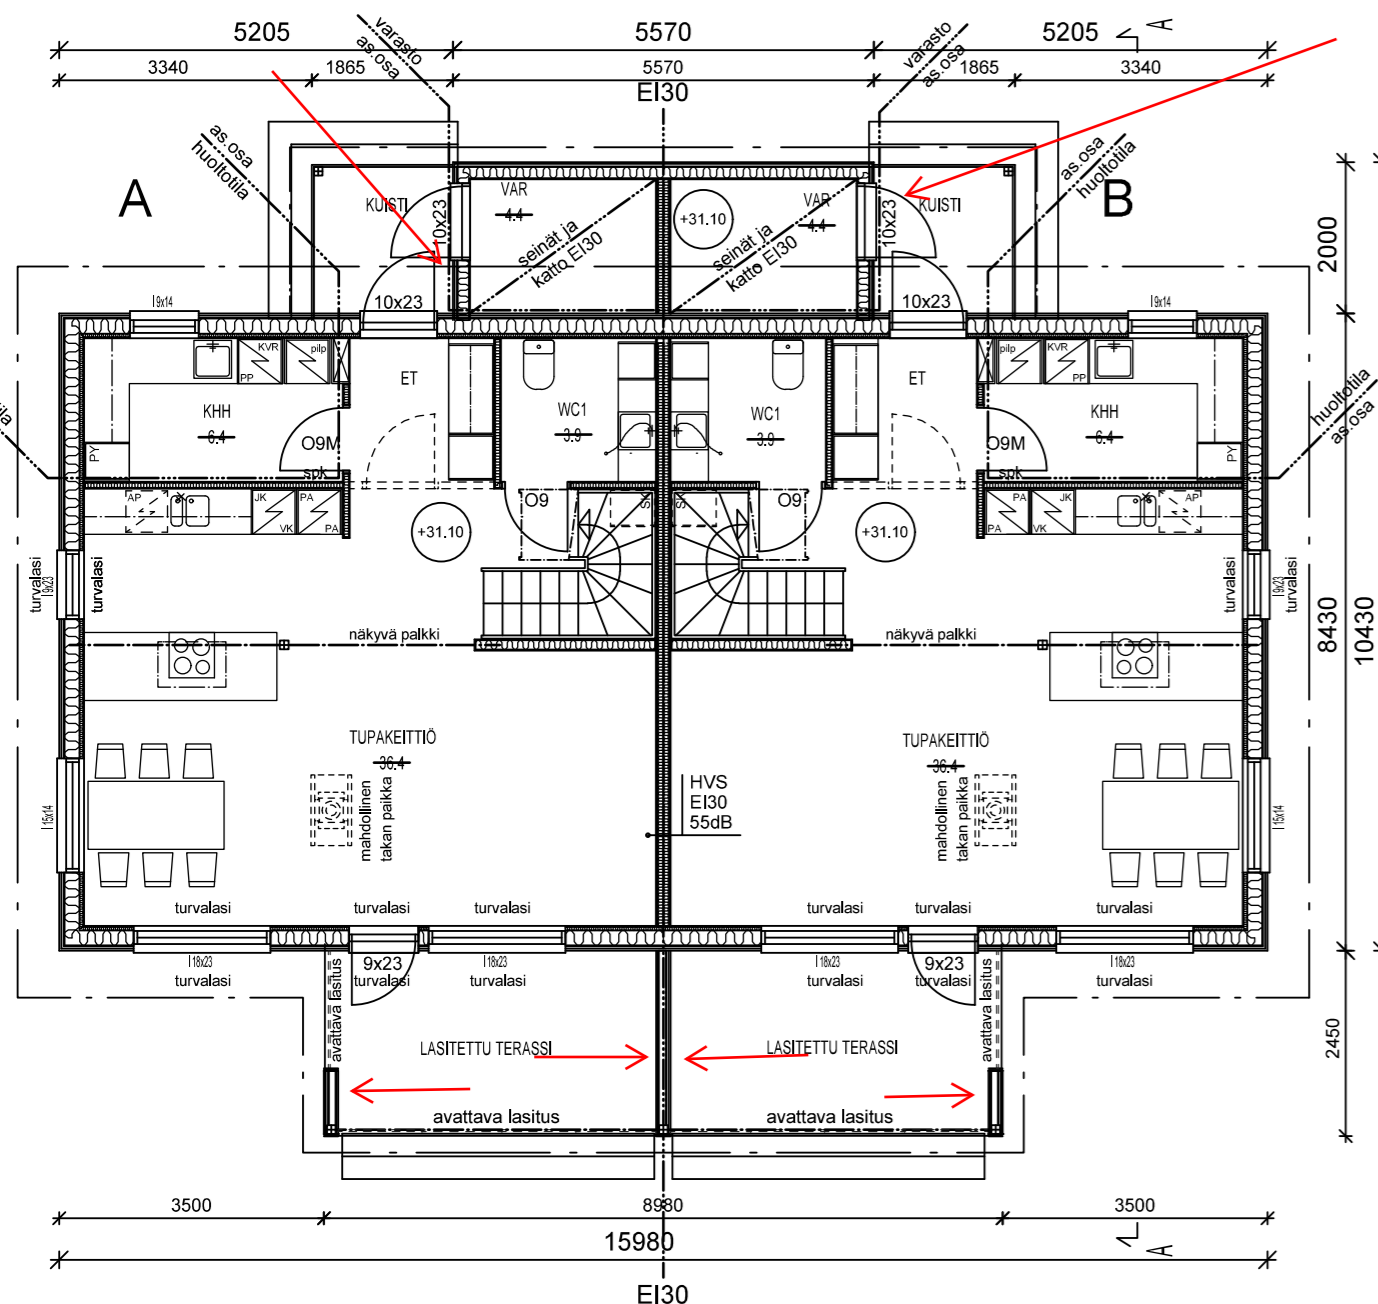 5205
5570
5205
A
3340
1865
5570
1865
3340
varasto
as.osa
varasto
as.osa
EI30
as.osa
huoltotila
as.osa
huoltotila
A
B
KUISTI
10x23
VAR
4.4
seinät ja
katto EI30
+31.10
VAR
4.4
seinät ja
katto EI30
10x23
KUISTI
2000
I 9x14
10x23
10x23
I 9x14
KVR
PP
pilp
ET
WC1
3.9
WC1
3.9
ET
pilp
KVR
PP
KHH
6.4
KHH
6.4
PY
O9M
spk
O9M
spk
PY
huoltotila
as.osa
AP
JK
VK
PA
PA
O9
SK
SK
O9
PA
PA
JK
VK
AP
+31.10
+31.10
turvalasi
I 9x23
turvalasi
turvalasi
I 9x23
turvalasi
näkyvä palkki
näkyvä palkki
8430
10430
TUPAKEITTIÖ
36.4
TUPAKEITTIÖ
36.4
HVS
EI30
55dB
mahdollinen
takan paikka
mahdollinen
takan paikka
I 15x14
I 15x14
turvalasi
turvalasi
turvalasi
turvalasi
turvalasi
turvalasi
I 18x23
turvalasi
9x23
turvalasi
I 18x23
turvalasi
I 18x23
turvalasi
9x23
turvalasi
I 18x23
turvalasi
avattava lasitus
avattava lasitus
LASITETTU TERASSI
LASITETTU TERASSI
2450
avattava lasitus
avattava lasitus
3500
8980
3500
15980
A
EI30